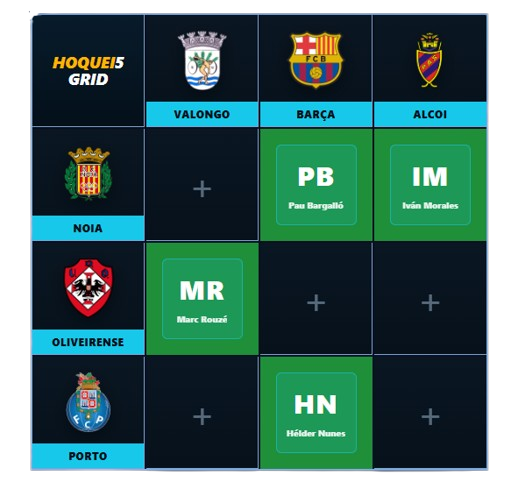 HOQUEI5
GRID
VALONGO
BARÇA
ALCOI
FCB
NOIA
PB
Pau Bargalló
IM
Iván Morales
OLIVEIRENSE
MR
Marc Rouzé
PORTO
FCP
HN
Hélder Nunes